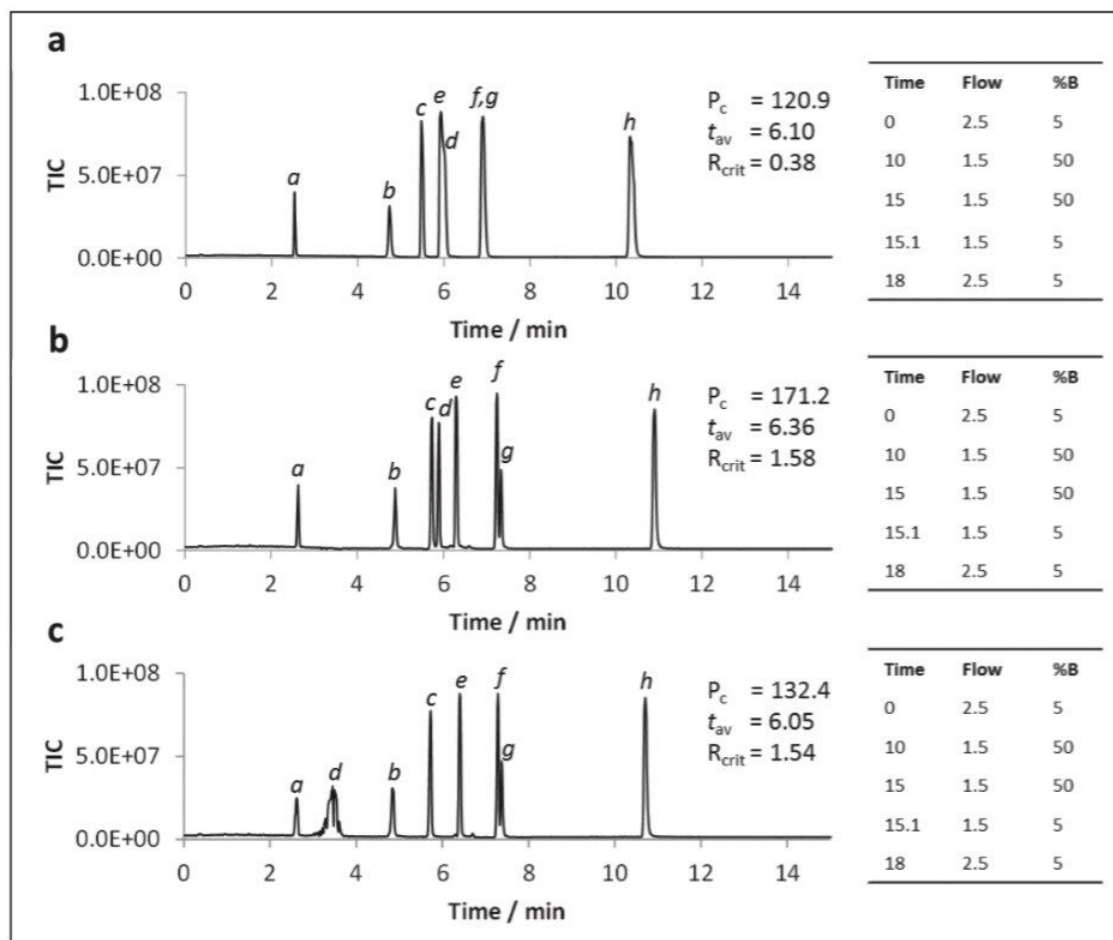 a
1.0E+08
5.0E+07
0.0E+00
TIC
a
b
c
e
d
f,g
h
Pc = 120.9
tav = 6.10
Rcrit = 0.38
0 2 4 6 8 10 12 14
Time / min
Time Flow %B
0 2.5 5
10 1.5 50
15 1.5 50
15.1 1.5 5
18 2.5 5
b
1.0E+08
5.0E+07
0.0E+00
TIC
a
b
c
d
e
f
g
h
Pc = 171.2
tav = 6.36
Rcrit = 1.58
0 2 4 6 8 10 12 14
Time / min
Time Flow %B
0 2.5 5
10 1.5 50
15 1.5 50
15.1 1.5 5
18 2.5 5
c
1.0E+08
5.0E+07
0.0E+00
TIC
a
d
b
c
e
f
g
h
Pc = 132.4
tav = 6.05
Rcrit = 1.54
0 2 4 6 8 10 12 14
Time / min
Time Flow %B
0 2.5 5
10 1.5 50
15 1.5 50
15.1 1.5 5
18 2.5 5